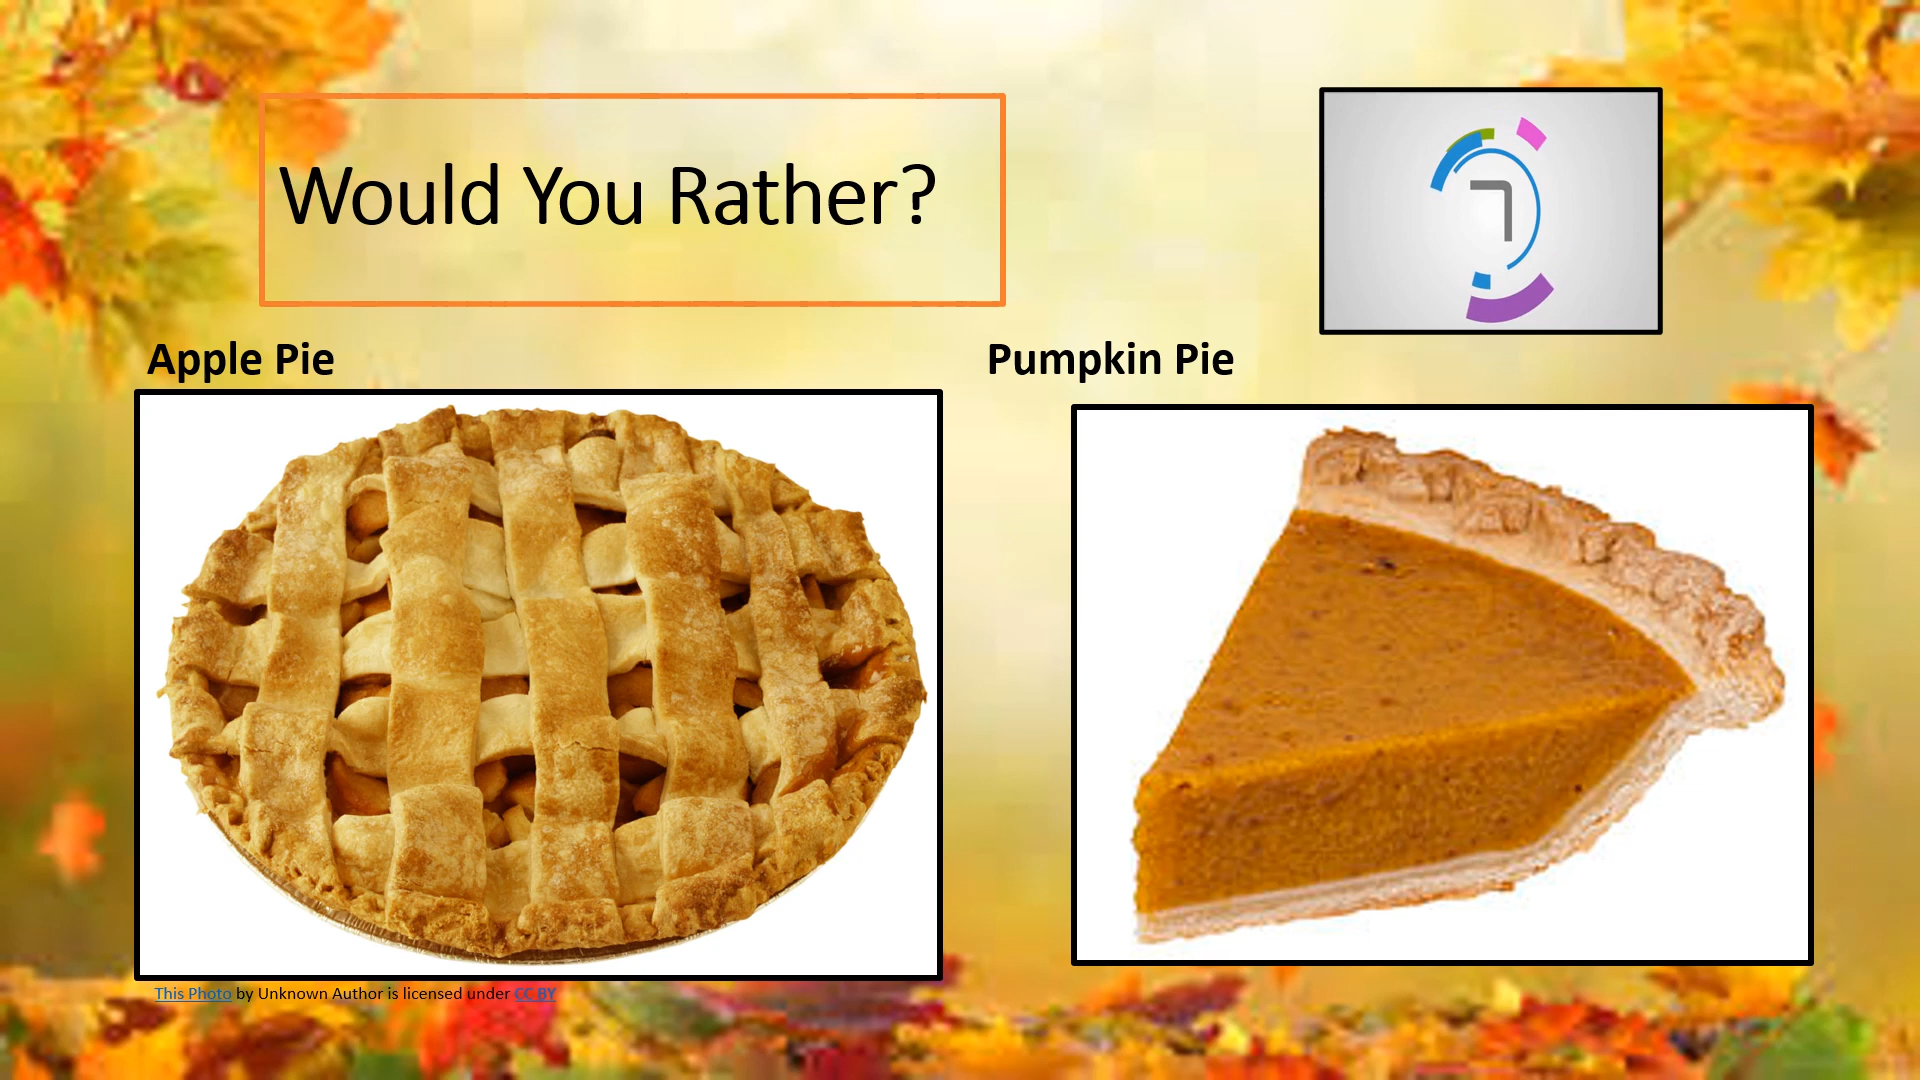 Would You Rather?
Apple Pie
Pumpkin Pie
This Photo by Unknown Author is licensed under CC BY